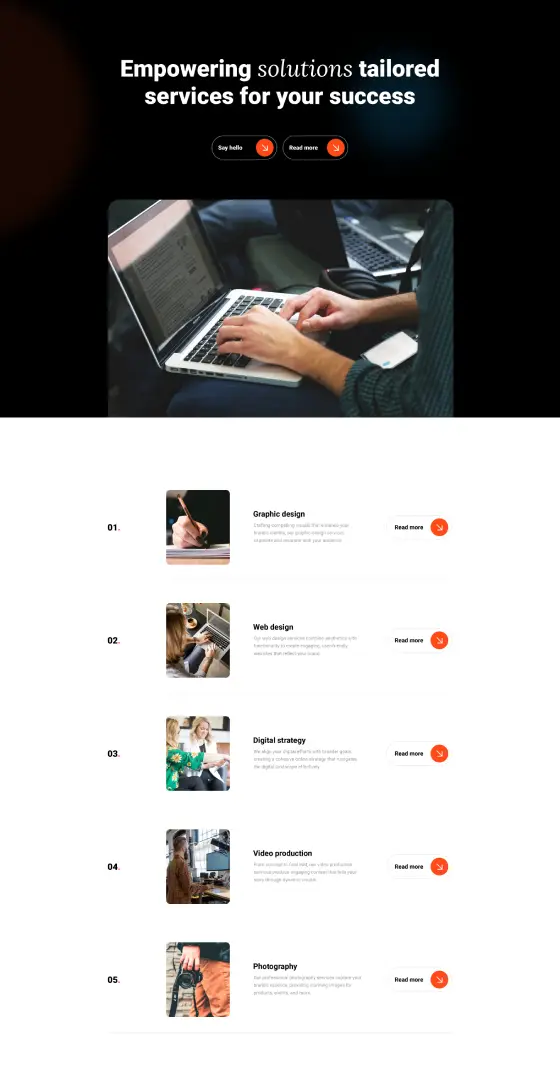 Empowering solutions tailored
services for your success
Say hello
Read more
01.
Graphic design
Crafting compelling visuals that
brand's identity, our graphic design services
and resonate with your audience.
Read more
02.
Web design
Our web design services combine aesthetics with
functionality to create engaging, user-friendly
websites that reflect your brand.
Read more
03.
Digital strategy
We align your digital efforts with broader goals,
creating a cohesive online strategy that navigates
the digital landscape effectively.
Read more
04.
Video production
From concept to final edit, our video production
services produce engaging content that tells your
story through dynamic visuals.
Read more
05.
Photography
Our professional photography services capture your
brand's essence, providing stunning images for
products, events, and more.
Read more